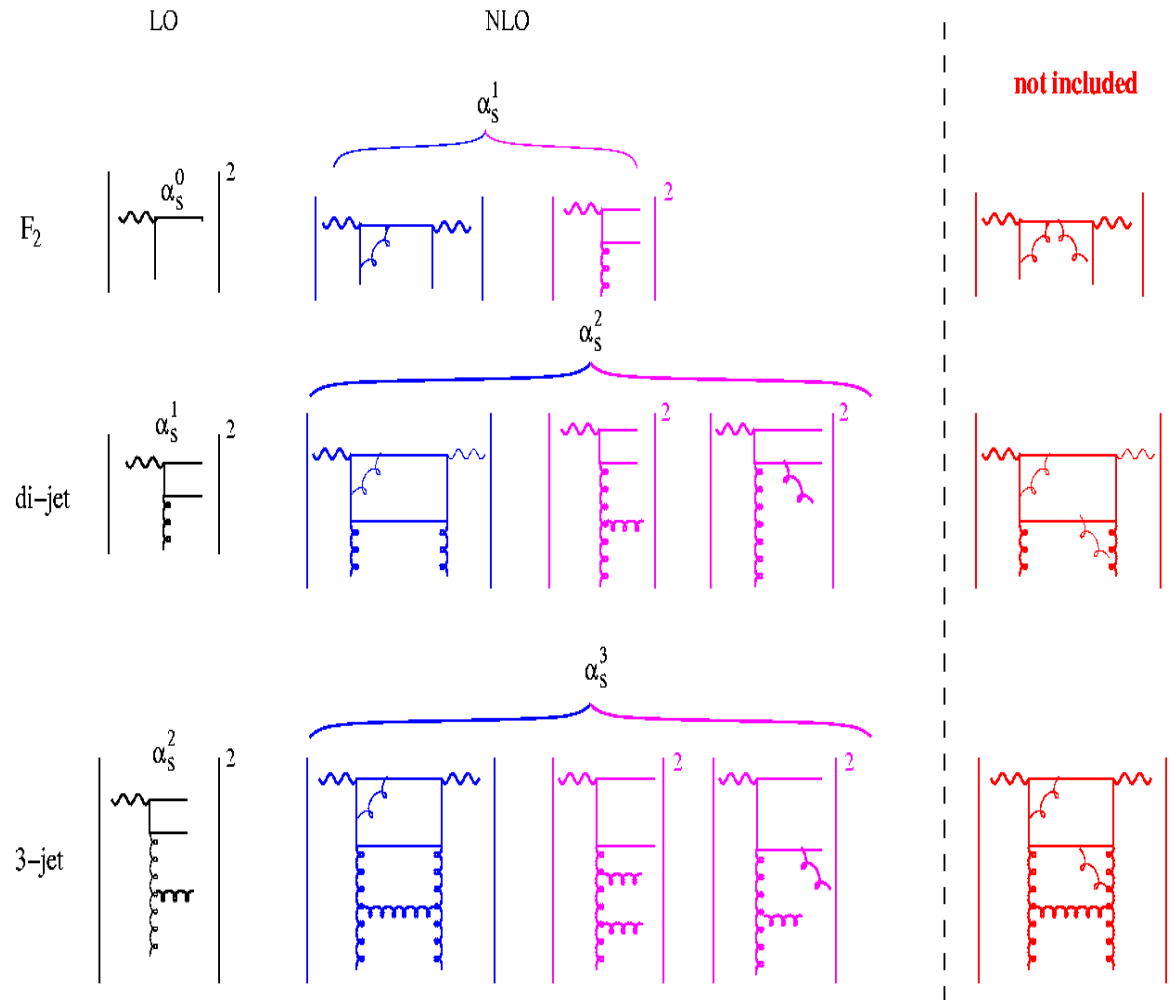 LO
NLO
not included
α_s^1
F₂
α_s^0
2
2
α_s^2
di-jet
α_s^1
2
2
2
α_s^3
3-jet
α_s^2
2
2
2